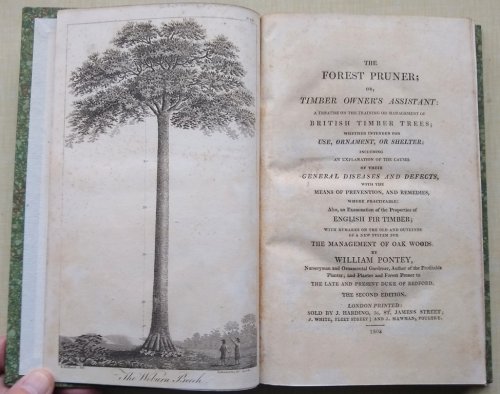 The Woburn Beech.
THE
FOREST PRUNER;
OR,
TIMBER OWNER'S ASSISTANT:
A TREATISE ON THE TRAINING OR MANAGEMENT OF
BRITISH TIMBER TREES;
WHETHER INTENDED FOR
USE, ORNAMENT, OR SHELTER;
INCLUDING
AN EXPLANATION OF THE CAUSES
OF THEIR
GENERAL DISEASES AND DEFECTS,
WITH THE
MEANS OF PREVENTION, AND REMEDIES,
WHERE PRACTICABLE:
Also, an Examination of the Properties of
ENGLISH FIR TIMBER;
WITH REMARKS ON THE OLD AND OUTLINES
OF A NEW SYSTEM FOR
THE MANAGEMENT OF OAK WOODS.
BY
WILLIAM PONTEY,
Nurseryman and Ornamental Gardener, Author of the Profitable
Planter, and Planter and Forest Pruner to
THE LATE AND PRESENT DUKE OF BEDFORD.
THE SECOND EDITION.
LONDON PRINTED:
SOLD BY J. HARDING, ST. JAMES'S STREET;
J. WHITE, FLEET STREET; AND J. MAWMAN, POULTRY.